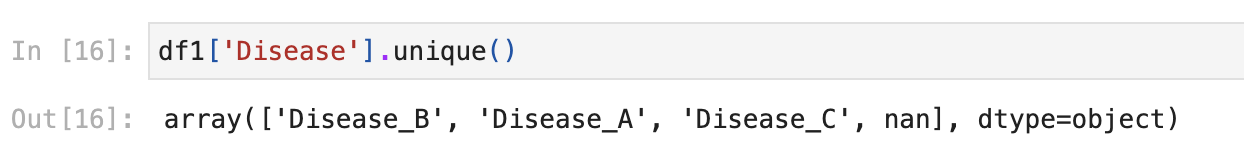 In [16]: df1['Disease'].unique()
Out[16]: array(['Disease_B', 'Disease_A', 'Disease_C', nan], dtype=object)